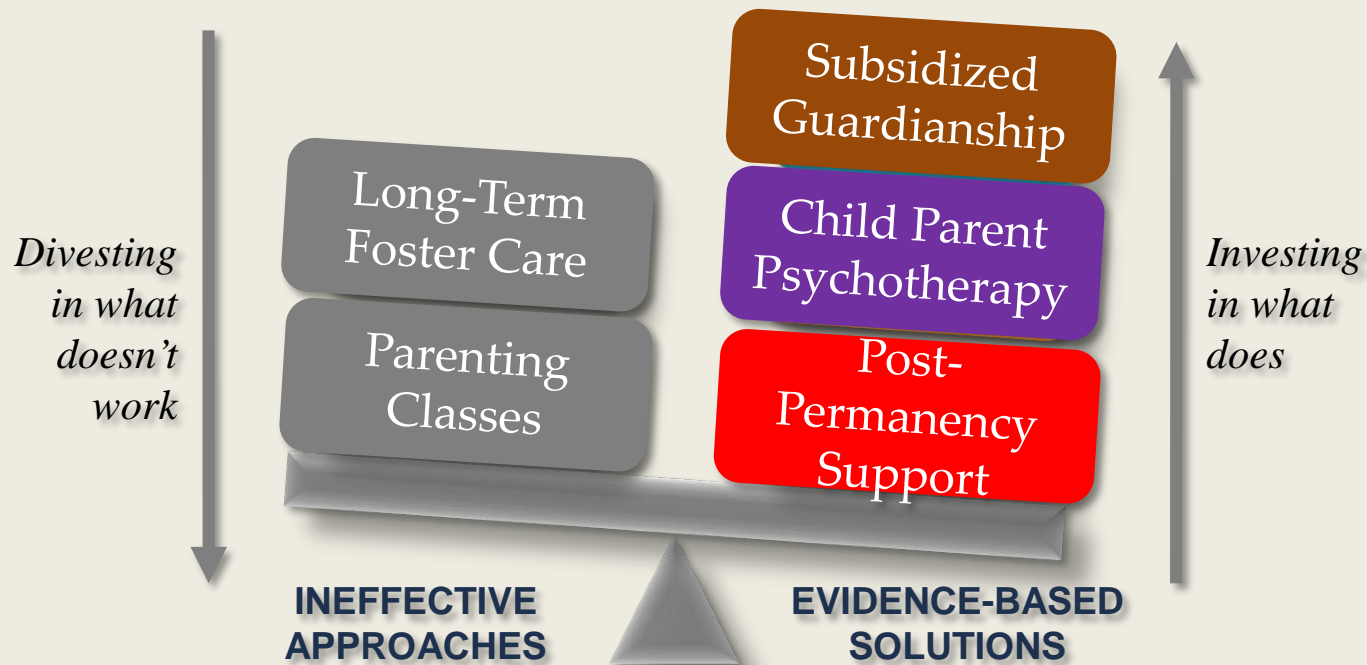 Divesting
in what
doesn't
work
Long-Term
Foster Care
Parenting
Classes
INEFFECTIVE
APPROACHES
Subsidized
Guardianship
Child Parent
Psychotherapy
Post-
Permanency
Support
EVIDENCE-BASED
SOLUTIONS
Investing
in what
does